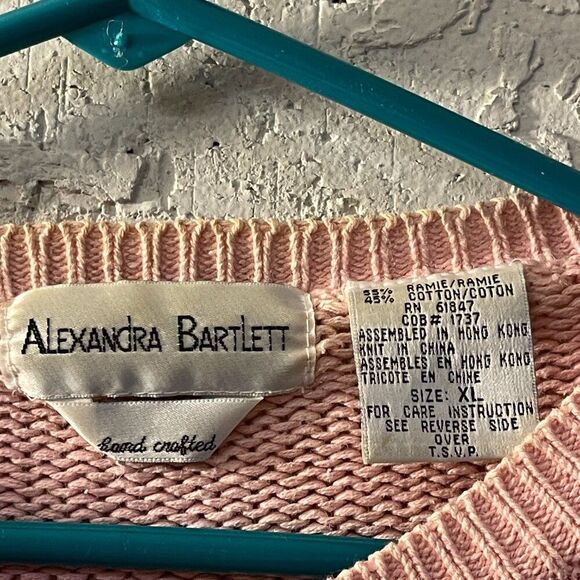 ALEXANDRA BARTLETT
hand crafted
55% RAMIE/RAMIE
45% COTTON/COTON
RN 61847
COB# 1737
ASSEMBLED IN HONG KONG
KNIT IN CHINA
ASSEMBLES EN HONG KONG
TRICOTE EN CHINE
SIZE: XL
FOR CARE INSTRUCTION
SEE REVERSE SIDE
OVER
T.S.V.P.